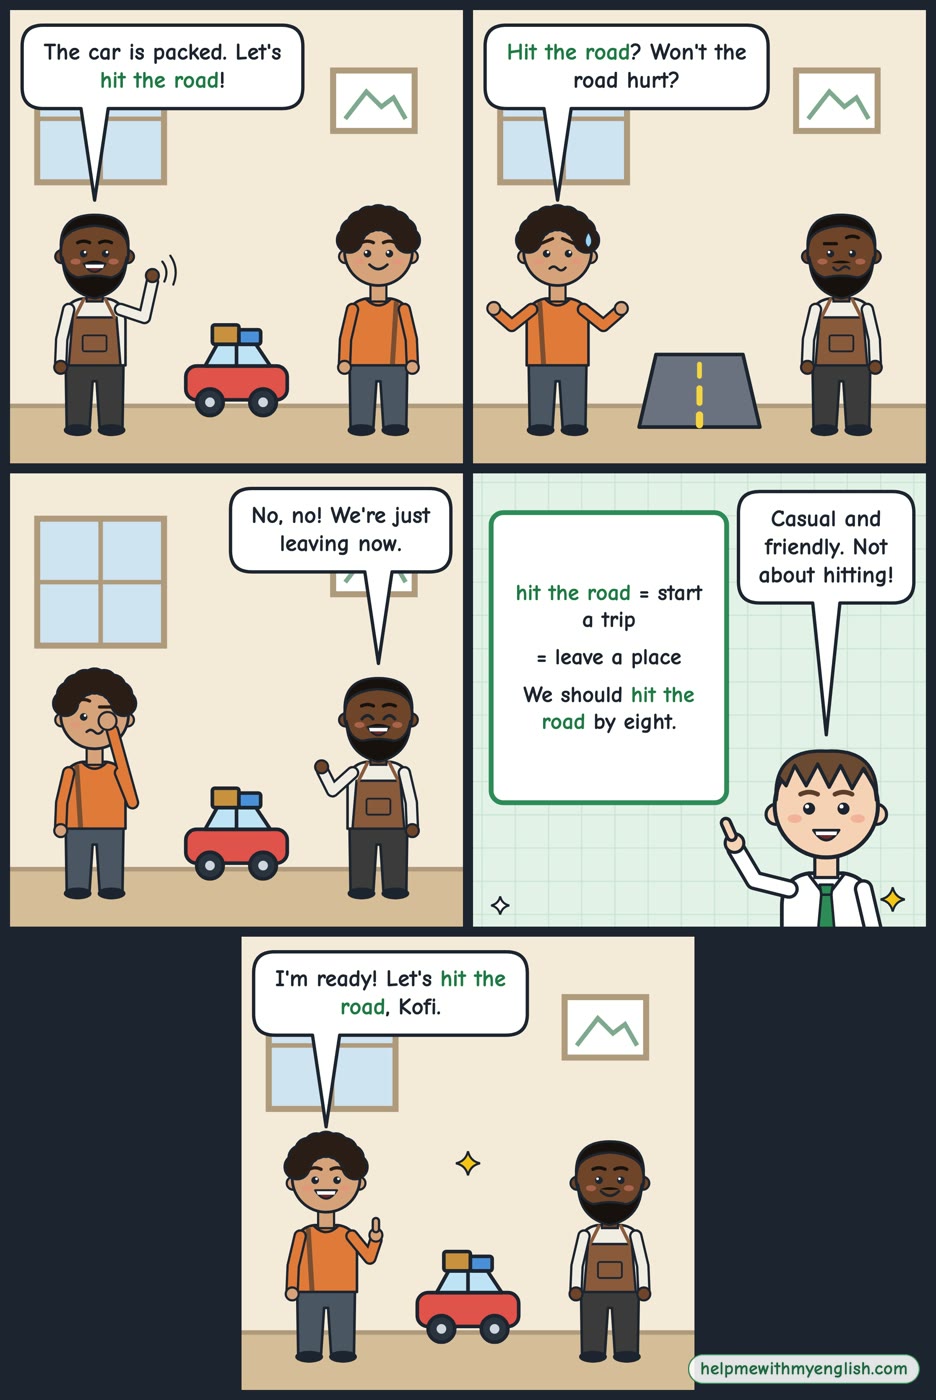 The car is packed. Let's
hit the road!
Hit the road? Won't the
road hurt?
No, no! We're just
leaving now.
hit the road = start
a trip
= leave a place
We should hit the
road by eight.
Casual and
friendly. Not
about hitting!
I'm ready! Let's hit the
road, Kofi.
helpmewithmyenglish.com